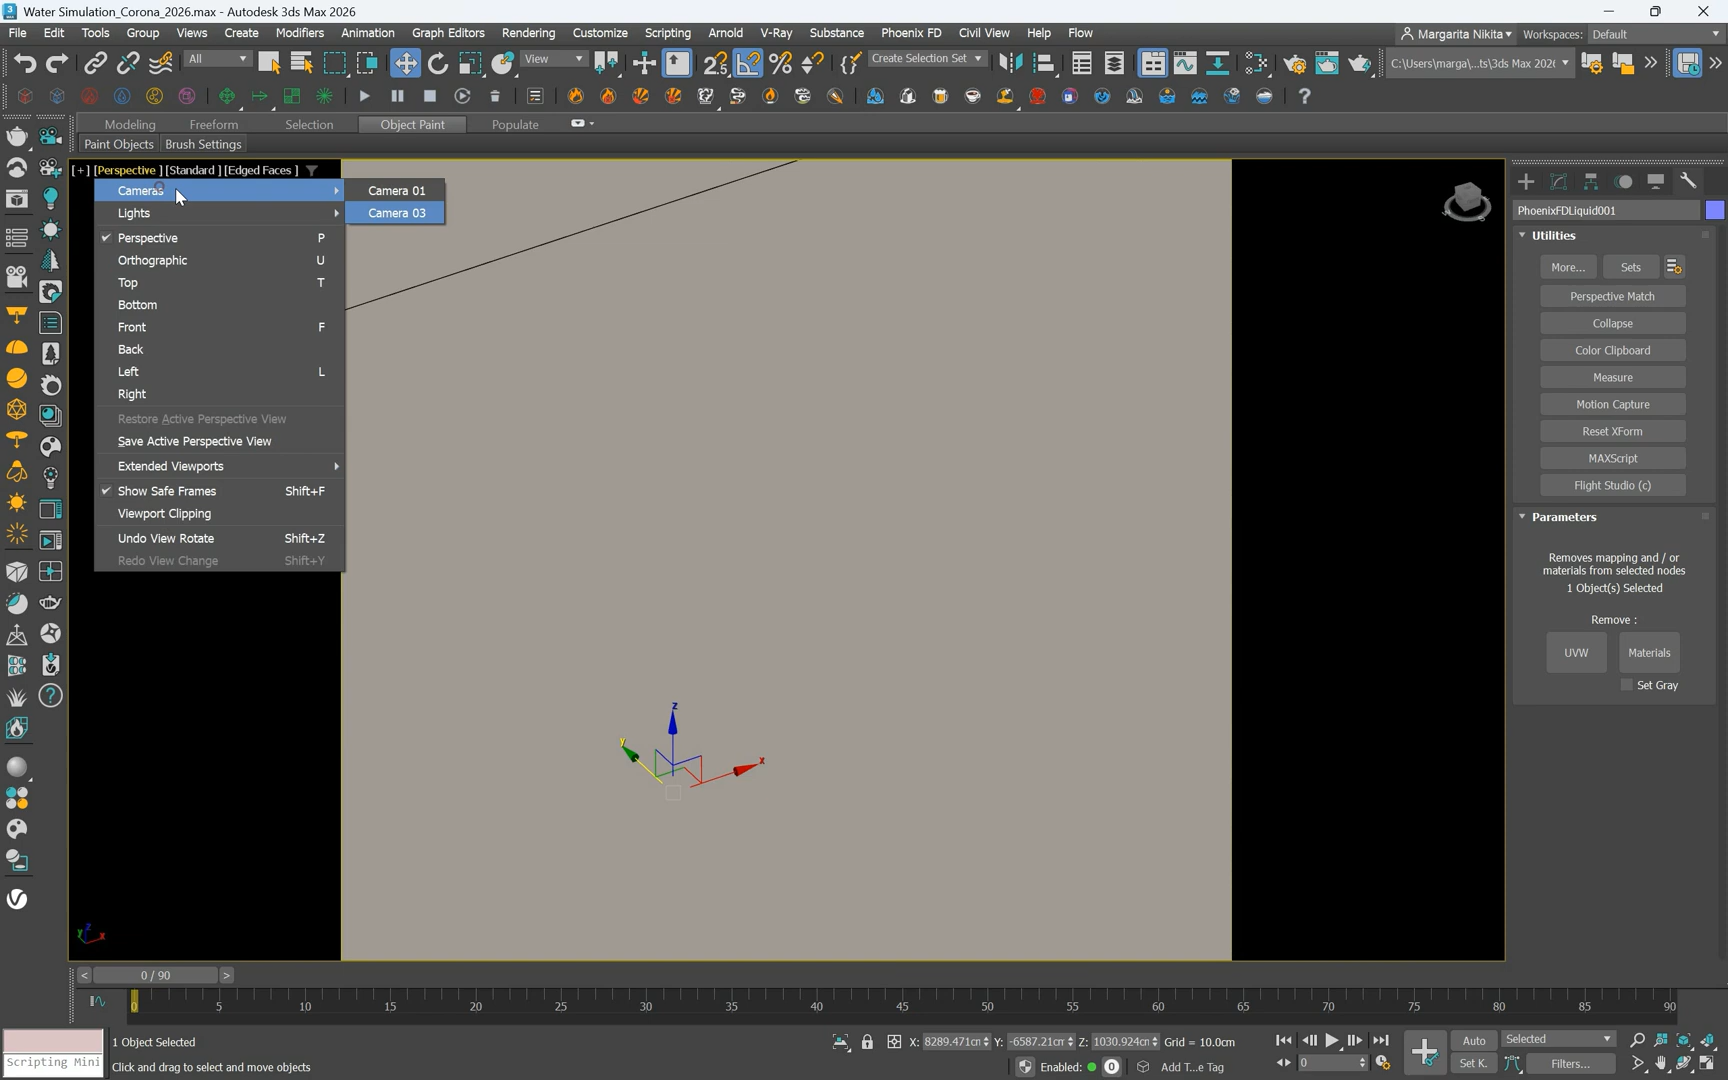 Water Simulation_Corona_2026.max - Autodesk 3ds Max 2026
File Edit Tools Group Views Create Modifiers Animation Graph Editors Rendering Customize Scripting Arnold V-Ray Substance Phoenix FD Civil View Help Flow
Margarita Nikita Workspaces: Default
All View Create Selection Set C:\Users\marga\...ts\3ds Max 2026
Modeling Freeform Selection Object Paint Populate
Paint Objects Brush Settings
[+] [Perspective ] [Standard ] [Edged Faces ]
Cameras
Camera 01
Lights
Camera 03
Perspective P
Orthographic U
Top T
Bottom
Front F
Back
Left L
Right
Restore Active Perspective View
Save Active Perspective View
Extended Viewports
Show Safe Frames Shift+F
Viewport Clipping
Undo View Rotate Shift+Z
Redo View Change Shift+Y
z
y
x
z
y x
PhoenixFDLiquid001
Utilities
More... Sets
Perspective Match
Collapse
Color Clipboard
Measure
Motion Capture
Reset XForm
MAXScript
Flight Studio (c)
Parameters
Removes mapping and / or
materials from selected nodes
1 Object(s) Selected
Remove :
UVW Materials
Set Gray
< 0 / 90 >
0 5 10 15 20 25 30 35 40 45 50 55 60 65 70 75 80 85 90
1 Object Selected
X: 8289.471cm Y: -6587.21cm Z: 1030.924cm Grid = 10.0cm
Auto Selected
Scripting Mini
Click and drag to select and move objects
Enabled: 0 Add T...e Tag
0
Set K. Filters...